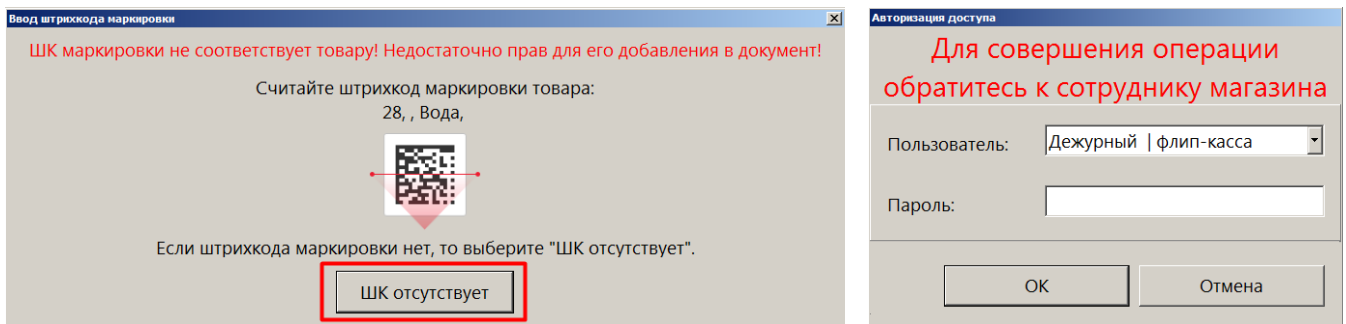 Ввод штрихкода маркировки
ШК маркировки не соответствует товару! Недостаточно прав для его добавления в документ!
Считайте штрихкод маркировки товара:
28, , Вода,
Если штрихкода маркировки нет, то выберите "ШК отсутствует".
ШК отсутствует
Авторизация доступа
Для совершения операции
обратитесь к сотруднику магазина
Пользователь: Дежурный | флип-касса
Пароль:
ОК Отмена